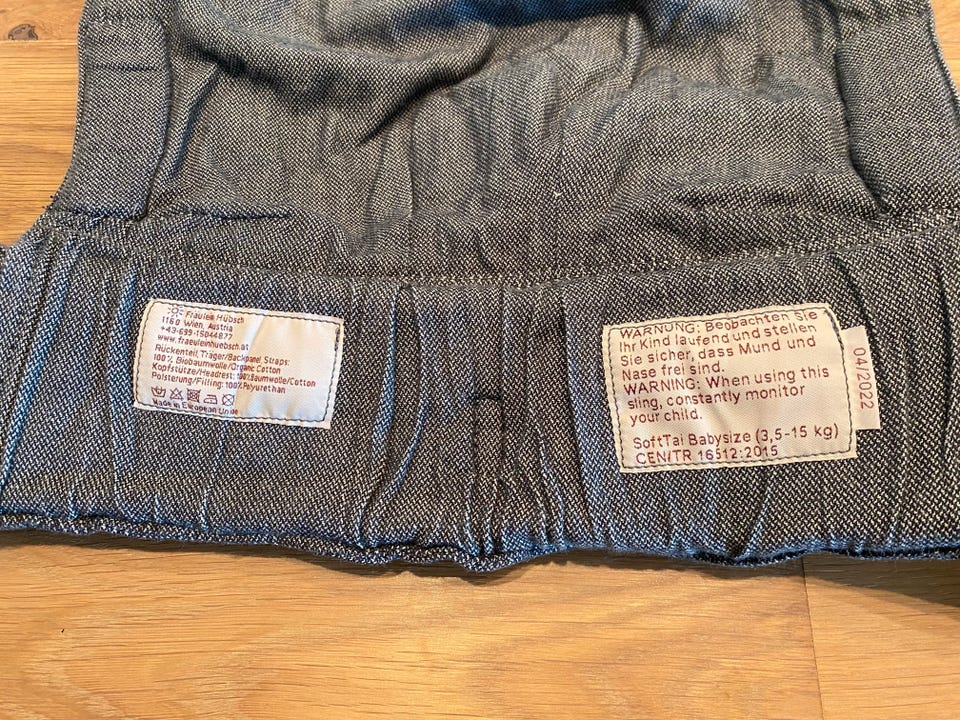 Fräulein Hübsch
1160 Wien, Austria
+43-699-15044877
www.fraeuleinhuebsch.at
Rückenteil, Träger/Backpanel, Straps:
100% Biobaumwolle/Organic Cotton
Kopfstütze/Headrest: 100% Baumwolle/Cotton
Polsterung/Filling: 100% Polyurethan
Made in European Union
WARNUNG: Beobachten Sie
Ihr Kind laufend und stellen
Sie sicher, dass Mund und
Nase frei sind.
WARNING: When using this
sling, constantly monitor
your child.
SoftTai Babysize (3,5-15 kg)
CEN/TR 16512:2015
04/2022